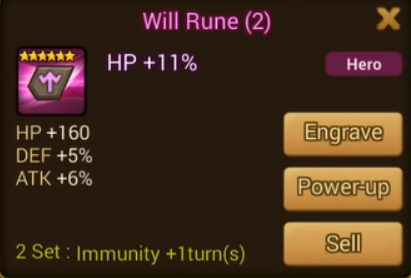 Will Rune (2)
HP +11%
Hero
HP +160
DEF +5%
ATK +6%
Engrave
Power-up
Sell
2 Set : Immunity +1turn(s)